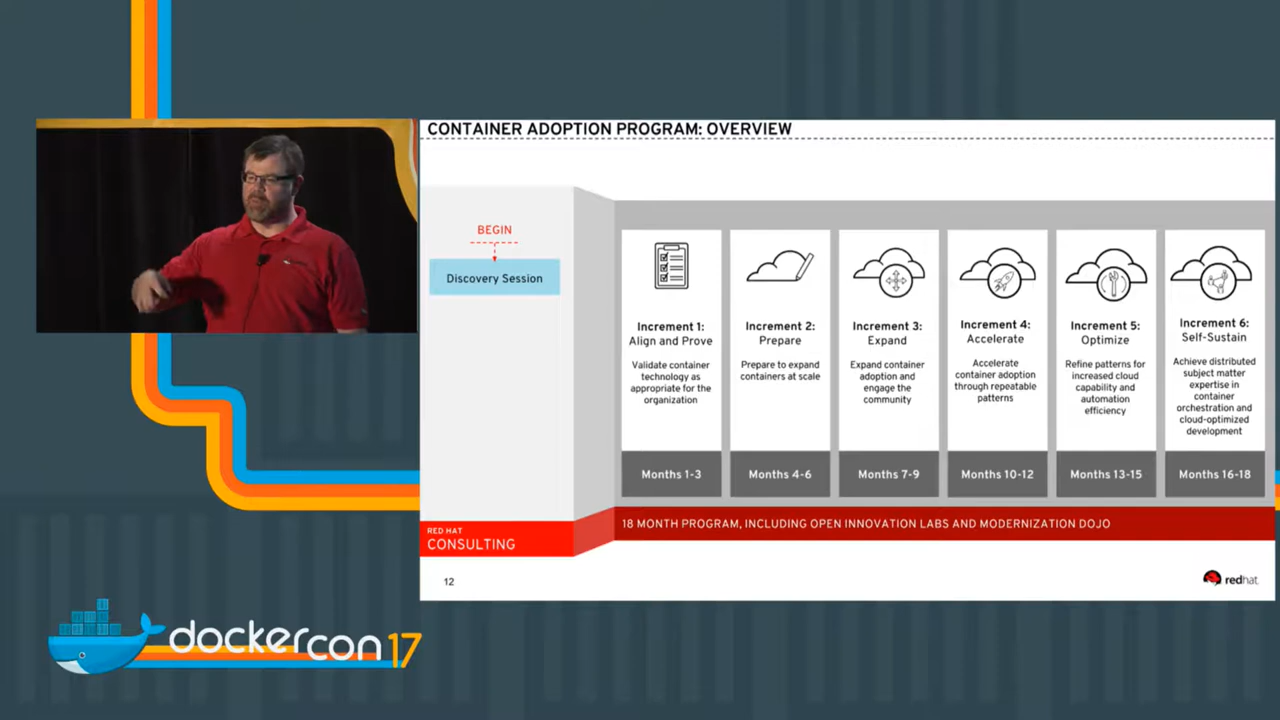 CONTAINER ADOPTION PROGRAM: OVERVIEW
BEGIN
Discovery Session
Increment 1:
Align and Prove
Validate container
technology as
appropriate for the
organization
Months 1-3
Increment 2:
Prepare
Prepare to expand
containers at scale
Months 4-6
Increment 3:
Expand
Expand container
adoption and
engage the
community
Months 7-9
Increment 4:
Accelerate
Accelerate
container adoption
through repeatable
patterns
Months 10-12
Increment 5:
Optimize
Refine patterns for
increased cloud
capability and
automation
efficiency
Months 13-15
Increment 6:
Self-Sustain
Achieve distributed
subject matter
expertise in
container
orchestration and
cloud-optimized
development
Months 16-18
RED HAT
CONSULTING
18 MONTH PROGRAM, INCLUDING OPEN INNOVATION LABS AND MODERNIZATION DOJO
12
redhat.
dockercon 17